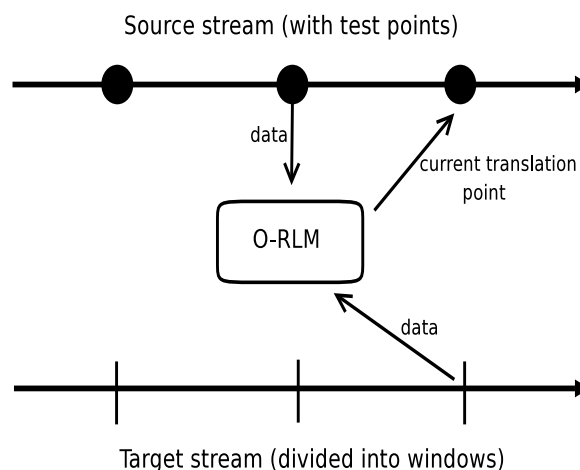 Source stream (with test points)
data
current translation
point
O-RLM
data
Target stream (divided into windows)